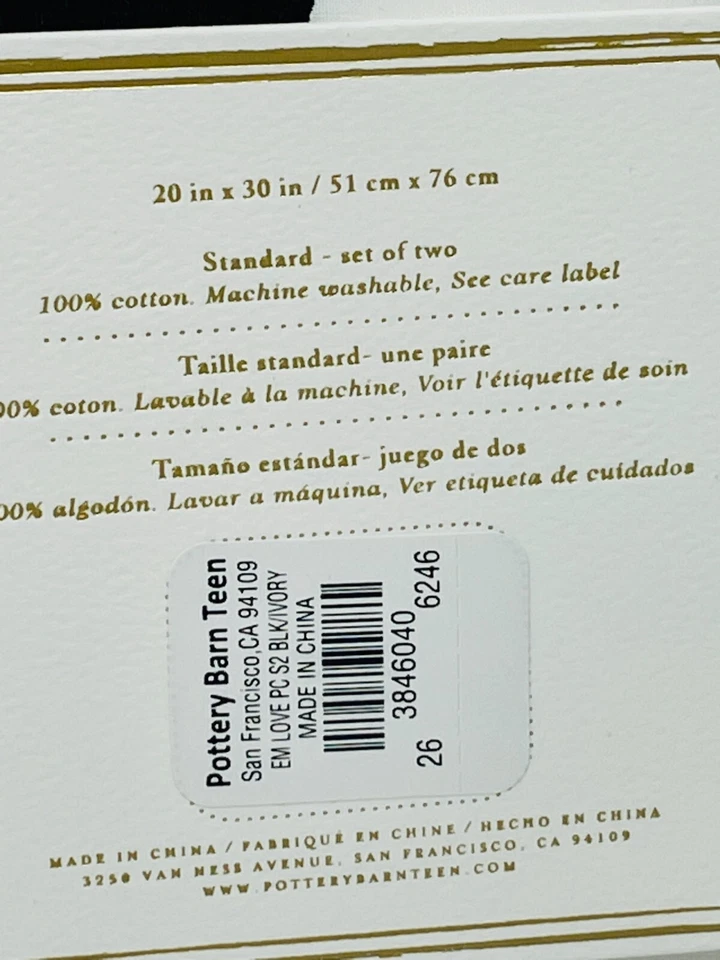 20 in x 30 in / 51 cm x 76 cm
Standard - set of two
100% cotton. Machine washable, See care label
Taille standard- une paire
00% coton. Lavable à la machine, Voir l'étiquette de soin
Tamaño estándar- juego de dos
00% algodón. Lavar a máquina, Ver etiqueta de cuidados
Pottery Barn Teen
San Francisco,CA 94109
EM LOVE PC S2 BLK/IVORY
MADE IN CHINA
3846040
26 6246
MADE IN CHINA / FABRIQUÉ EN CHINE / HECHO EN CHINA
3250 VAN NESS AVENUE, SAN FRANCISCO, CA 94109
WWW.POTTERYBARNTEEN.COM